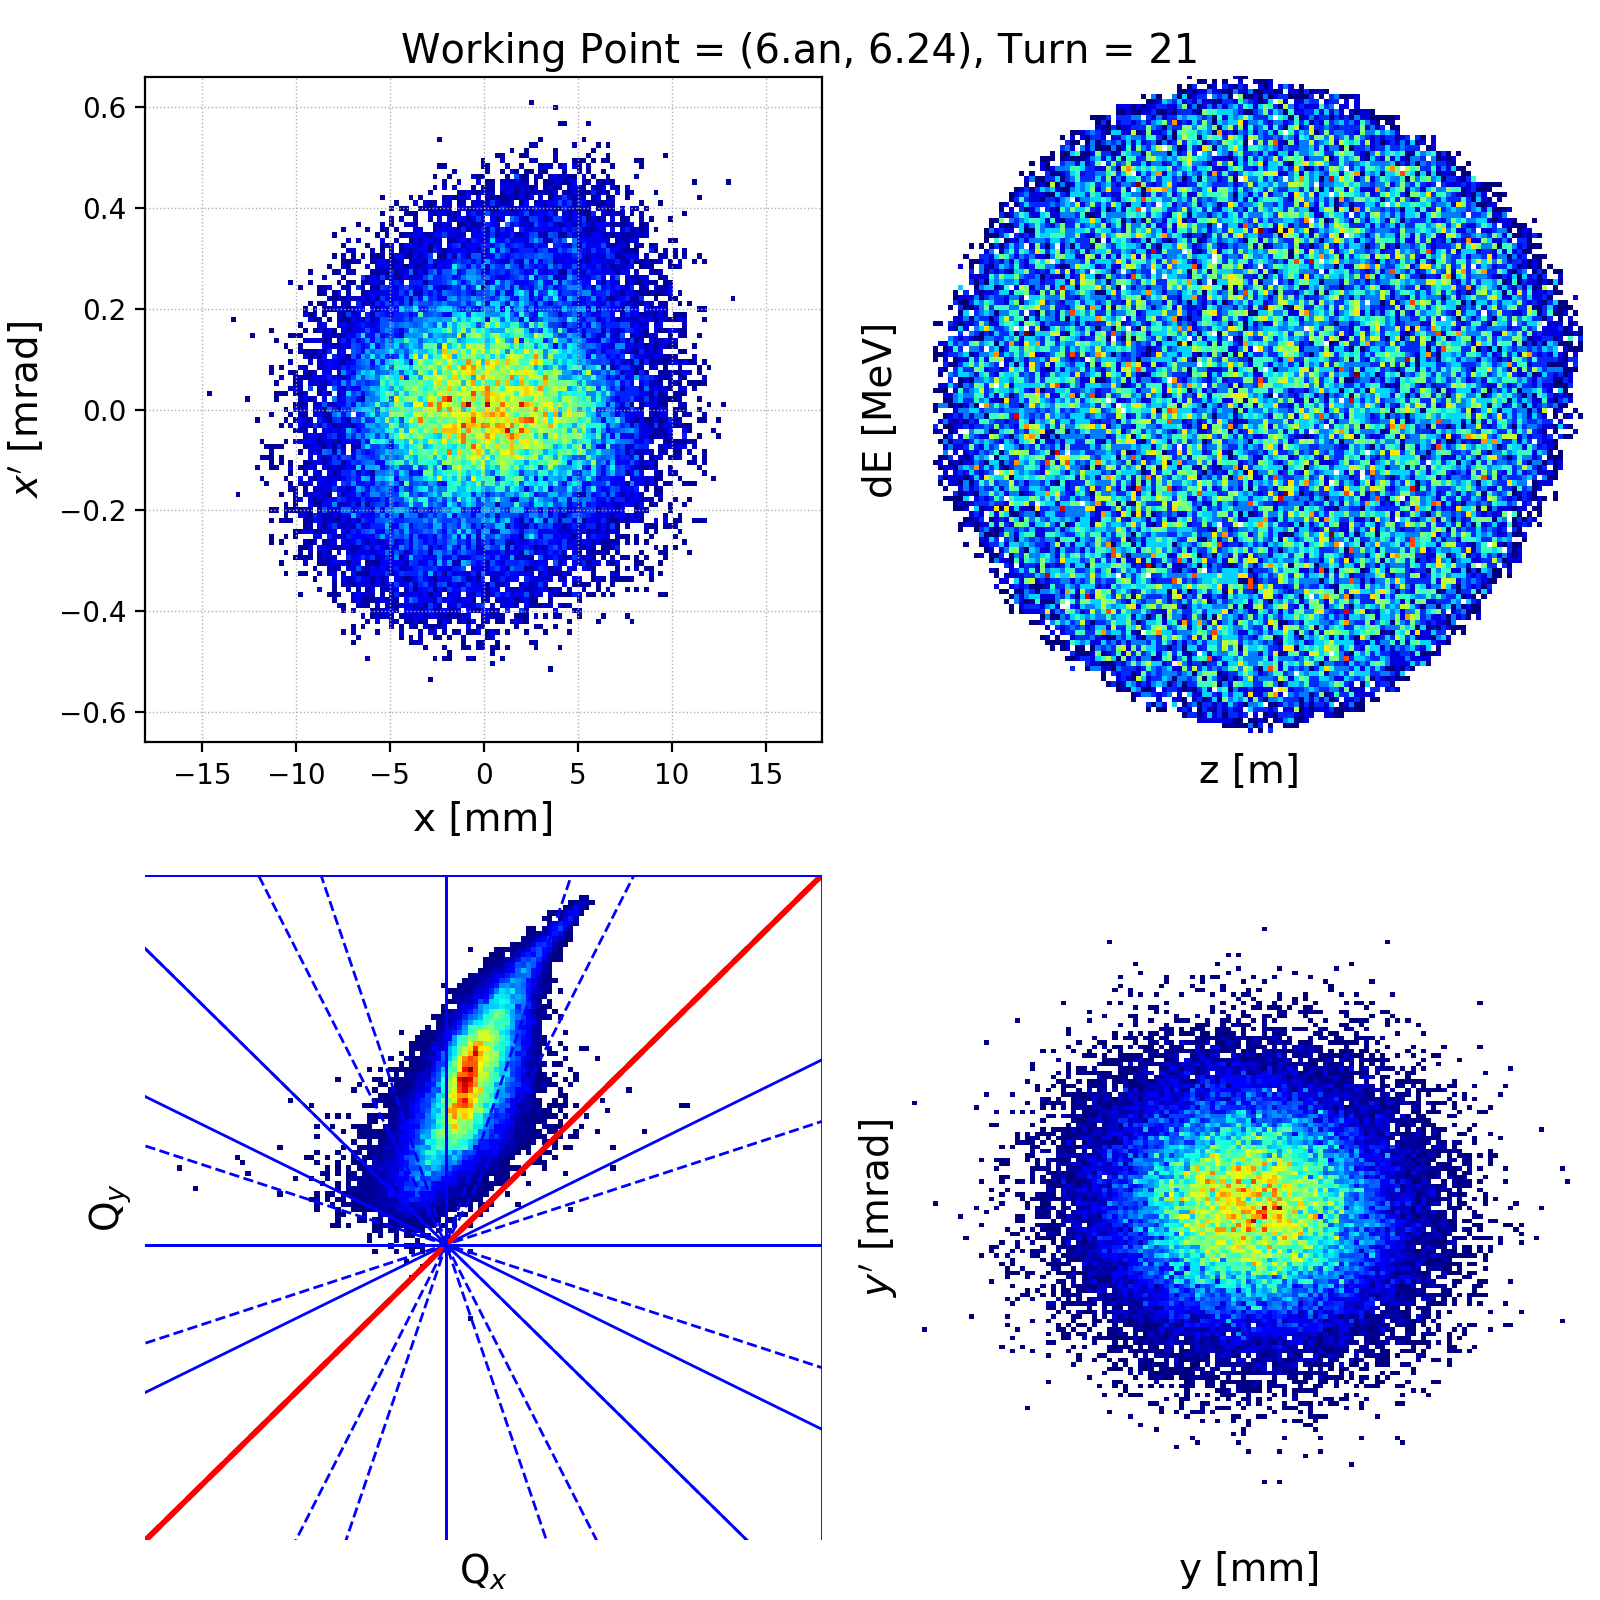 Working Point = (6.an, 6.24), Turn = 21
0.6
0.4
0.2
0.0
−0.2
−0.4
−0.6
x′ [mrad]
−15 −10 −5 0 5 10 15
x [mm]
dE [MeV]
z [m]
Qy
Qx
y′ [mrad]
y [mm]